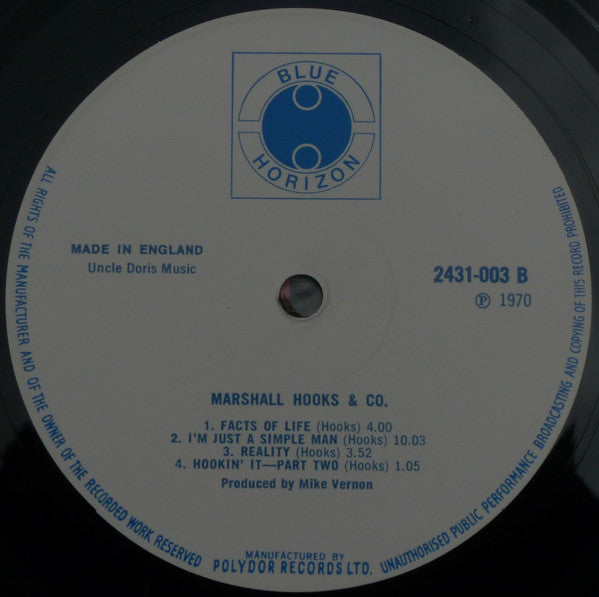 BLUE
HORIZON
MADE IN ENGLAND
Uncle Doris Music
2431-003 B
Ⓟ 1970
MARSHALL HOOKS & CO.
1. FACTS OF LIFE (Hooks) 4.00
2. I'M JUST A SIMPLE MAN (Hooks) 10.03
3. REALITY (Hooks) 3.52
4. HOOKIN' IT—PART TWO (Hooks) 1.05
Produced by Mike Vernon
ALL RIGHTS OF THE MANUFACTURER AND OF THE OWNER OF THE RECORDED WORK RESERVED
MANUFACTURED BY
POLYDOR RECORDS LTD.
UNAUTHORISED PUBLIC PERFORMANCE BROADCASTING AND COPYING OF THIS RECORD PROHIBITED